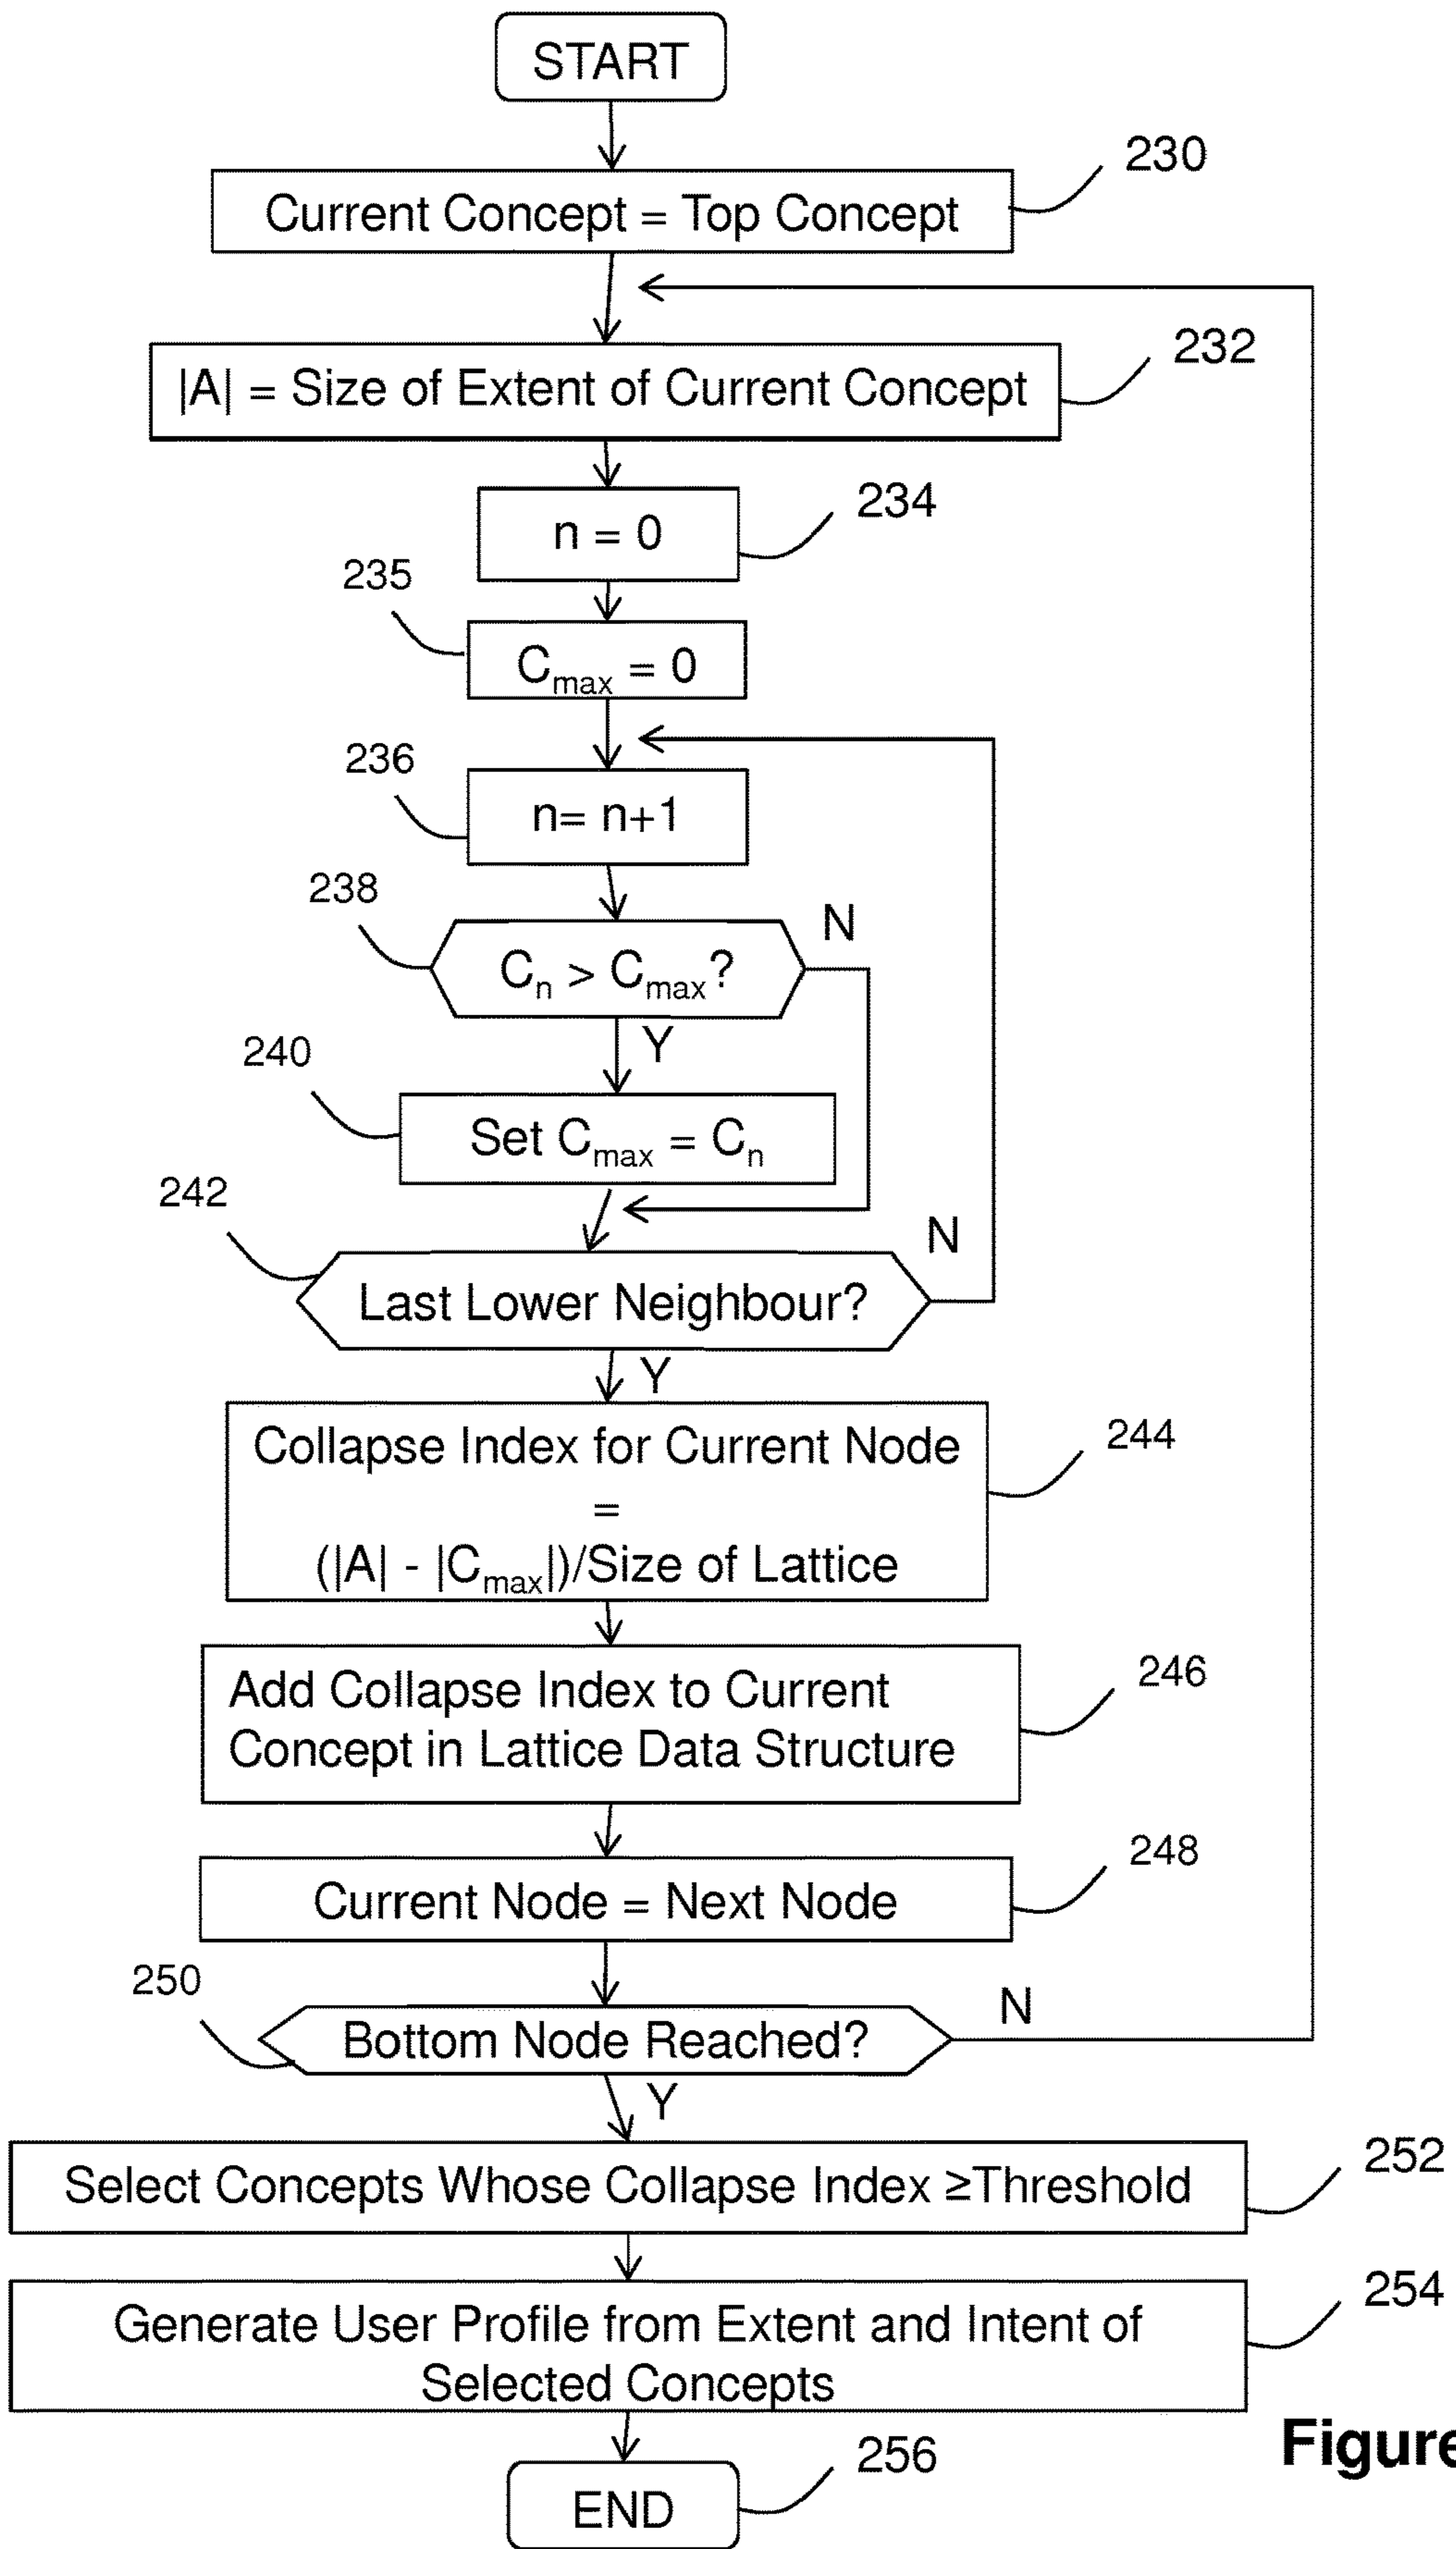 START
230
Current Concept = Top Concept
232
|A| = Size of Extent of Current Concept
234
n = 0
235
Cmax = 0
236
n= n+1
238
N
Cn > Cmax?
Y
240
Set Cmax = Cn
242
N
Last Lower Neighbour?
Y
244
Collapse Index for Current Node
=
(|A| - |Cmax|)/Size of Lattice
246
Add Collapse Index to Current
Concept in Lattice Data Structure
248
Current Node = Next Node
250
N
Bottom Node Reached?
Y
252
Select Concepts Whose Collapse Index ≥Threshold
254
Generate User Profile from Extent and Intent of
Selected Concepts
Figure
256
END